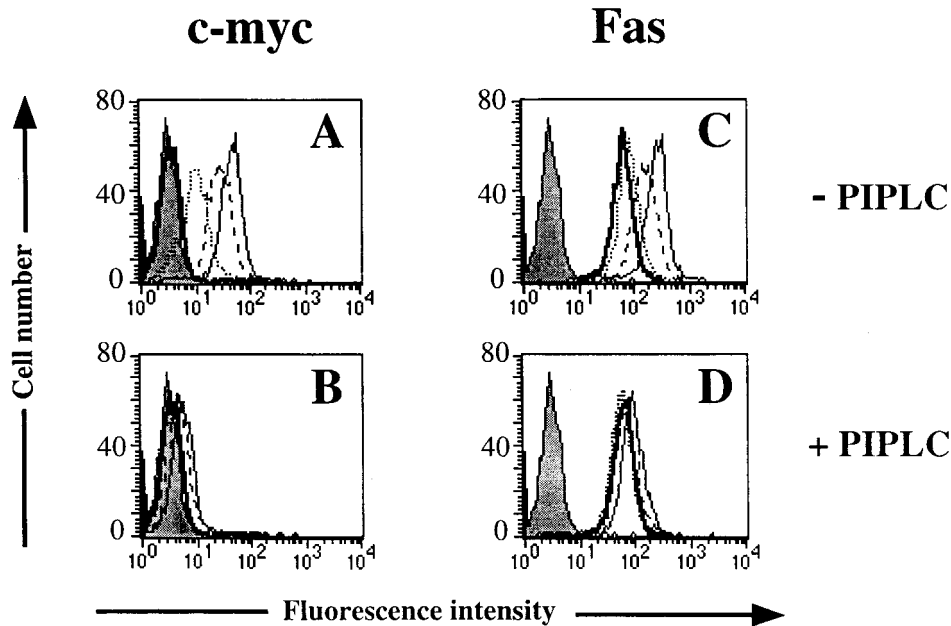 c-myc Fas
80 A 80 C
40 40 - PIPLC
0 0
10^0 10^1 10^2 10^3 10^4 10^0 10^1 10^2 10^3 10^4
Cell number
80 B 80 D
40 40 + PIPLC
0 0
10^0 10^1 10^2 10^3 10^4 10^0 10^1 10^2 10^3 10^4
Fluorescence intensity